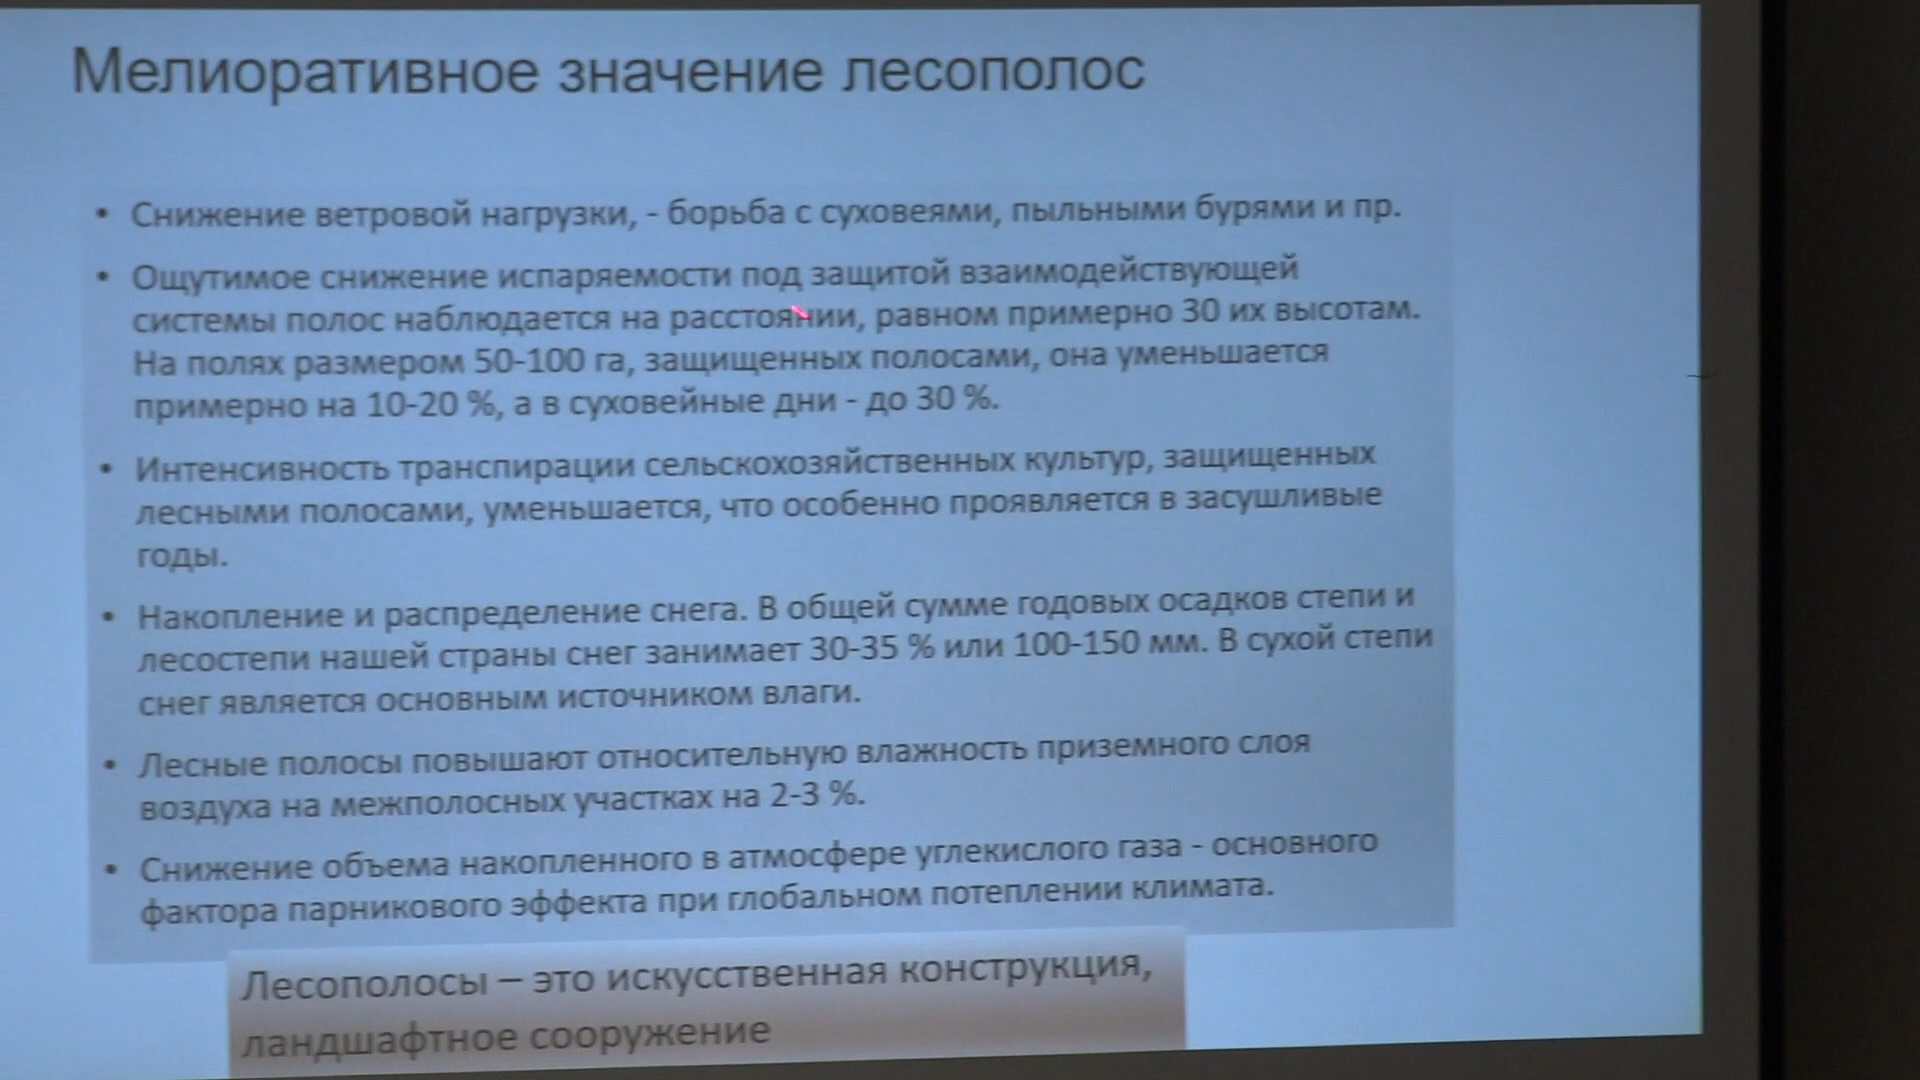 Мелиоративное значение лесополос
• Снижение ветровой нагрузки, - борьба с суховеями, пыльными бурями и пр.
• Ощутимое снижение испаряемости под защитой взаимодействующей
системы полос наблюдается на расстоянии, равном примерно 30 их высотам.
На полях размером 50-100 га, защищенных полосами, она уменьшается
примерно на 10-20 %, а в суховейные дни - до 30 %.
• Интенсивность транспирации сельскохозяйственных культур, защищенных
лесными полосами, уменьшается, что особенно проявляется в засушливые
годы.
• Накопление и распределение снега. В общей сумме годовых осадков степи и
лесостепи нашей страны снег занимает 30-35 % или 100-150 мм. В сухой степи
снег является основным источником влаги.
• Лесные полосы повышают относительную влажность приземного слоя
воздуха на межполосных участках на 2-3 %.
• Снижение объема накопленного в атмосфере углекислого газа - основного
фактора парникового эффекта при глобальном потеплении климата.
Лесополосы – это искусственная конструкция,
ландшафтное сооружение